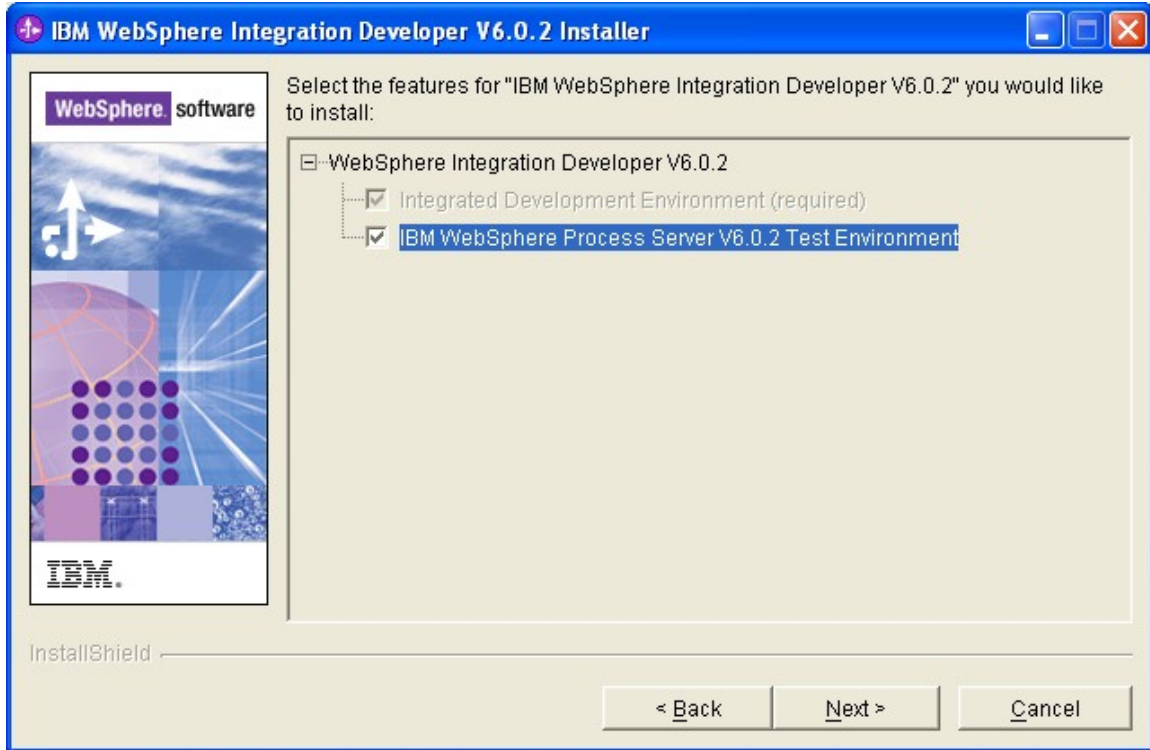 IBM WebSphere Integration Developer V6.0.2 Installer
WebSphere. software
Select the features for "IBM WebSphere Integration Developer V6.0.2" you would like
to install:
WebSphere Integration Developer V6.0.2
Integrated Development Environment (required)
IBM WebSphere Process Server V6.0.2 Test Environment
IBM.
InstallShield
< Back
Next >
Cancel